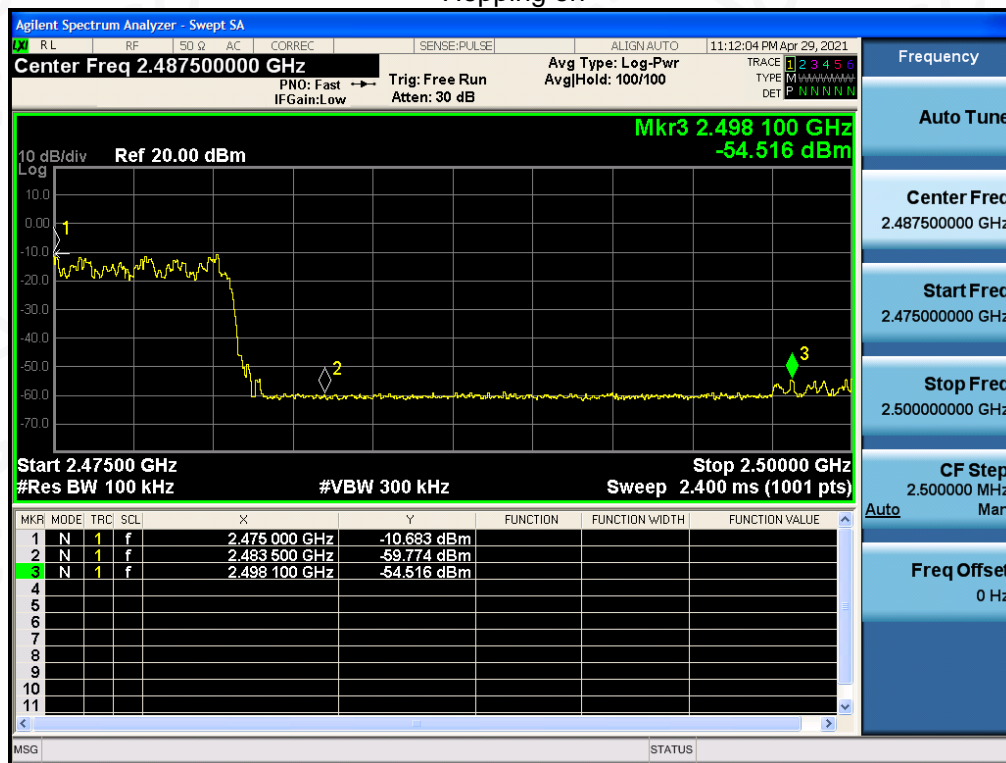 Hopping on
Agilent Spectrum Analyzer - Swept SA
LXI RL RF 50 Ω AC CORREC SENSE:PULSE ALIGN AUTO 11:12:04 PM Apr 29, 2021
Center Freq 2.487500000 GHz
PNO: Fast
IFGain:Low
Trig: Free Run
Atten: 30 dB
Avg Type: Log-Pwr
Avg|Hold: 100/100
TRACE 1 2 3 4 5 6
TYPE M
DET P N N N N N
Mkr3 2.498 100 GHz
-54.516 dBm
10 dB/div Ref 20.00 dBm
Log
10.0
0.00
-10.0
-20.0
-30.0
-40.0
-50.0
-60.0
-70.0
1
2
3
Start 2.47500 GHz Stop 2.50000 GHz
#Res BW 100 kHz #VBW 300 kHz Sweep 2.400 ms (1001 pts)
MKR MODE TRC SCL X Y FUNCTION FUNCTION WIDTH FUNCTION VALUE
1 N 1 f 2.475 000 GHz -10.683 dBm
2 N 1 f 2.483 500 GHz -59.774 dBm
3 N 1 f 2.498 100 GHz -54.516 dBm
4
5
6
7
8
9
10
11
MSG STATUS
Frequency
Auto Tune
Center Freq
2.487500000 GHz
Start Freq
2.475000000 GHz
Stop Freq
2.500000000 GHz
CF Step
2.500000 MHz
Auto Man
Freq Offset
0 Hz